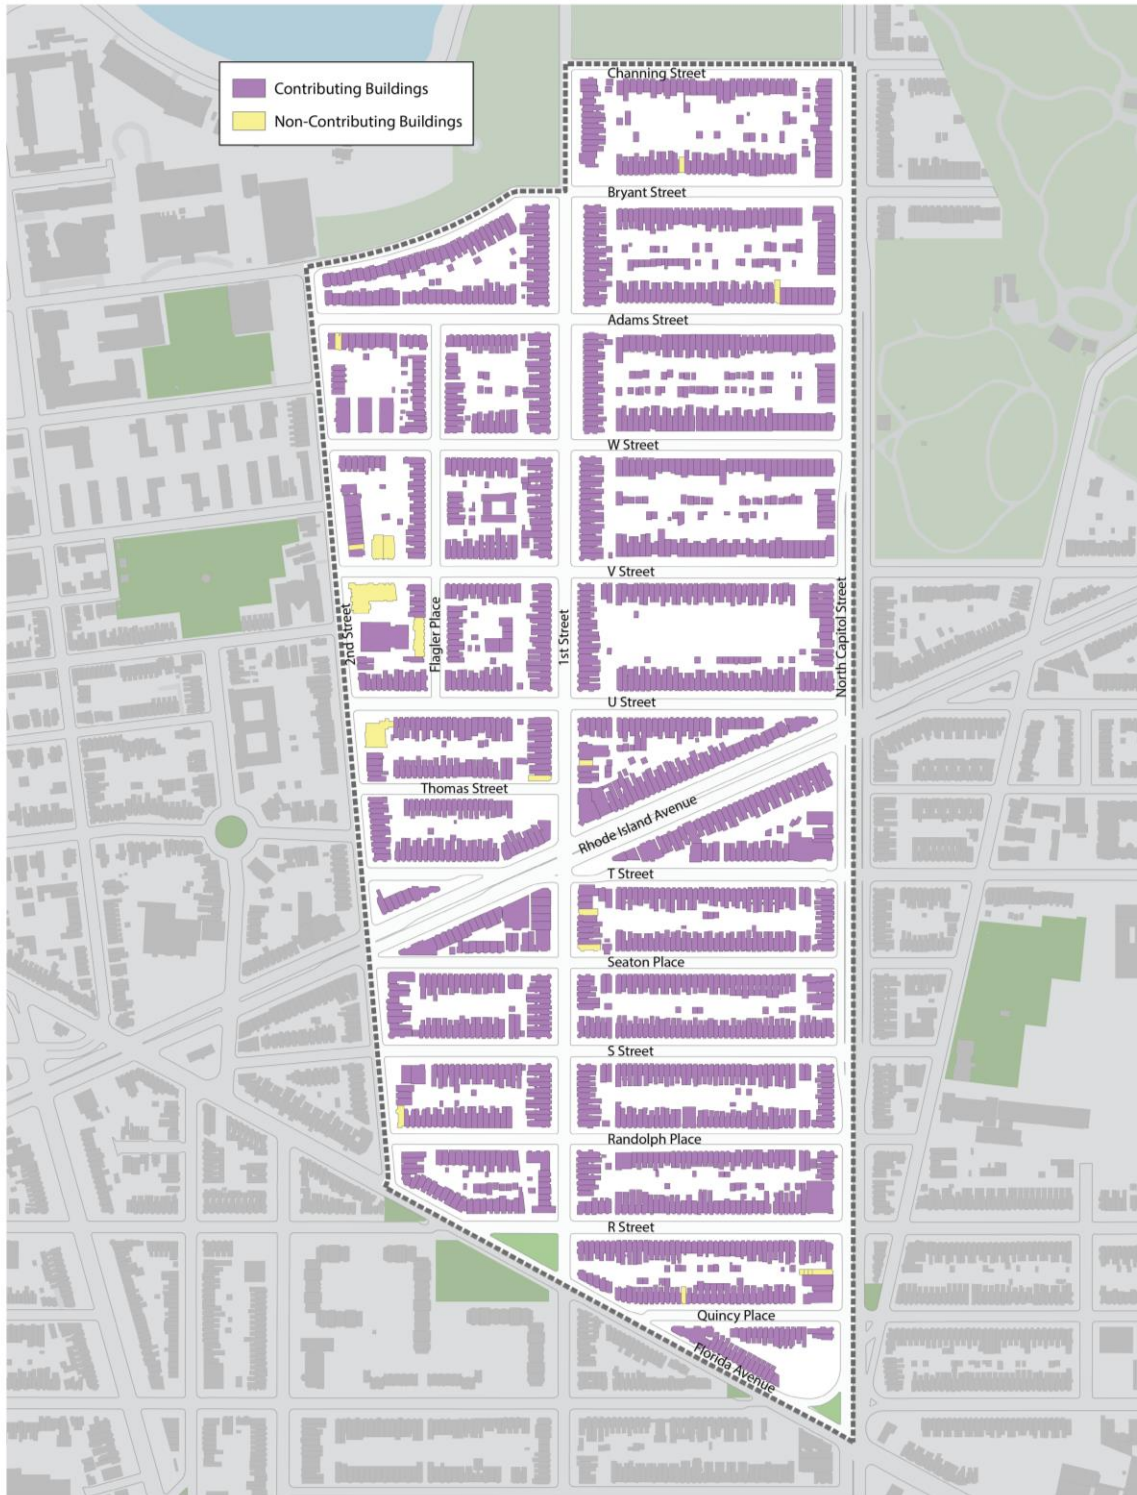 Channing Street
Contributing Buildings
Non-Contributing Buildings
Bryant Street
Adams Street
W Street
V Street
2nd Street
Flagler Place
1st Street
North Capitol Street
U Street
Thomas Street
Rhode Island Avenue
T Street
Seaton Place
S Street
Randolph Place
R Street
Quincy Place
Florida Avenue